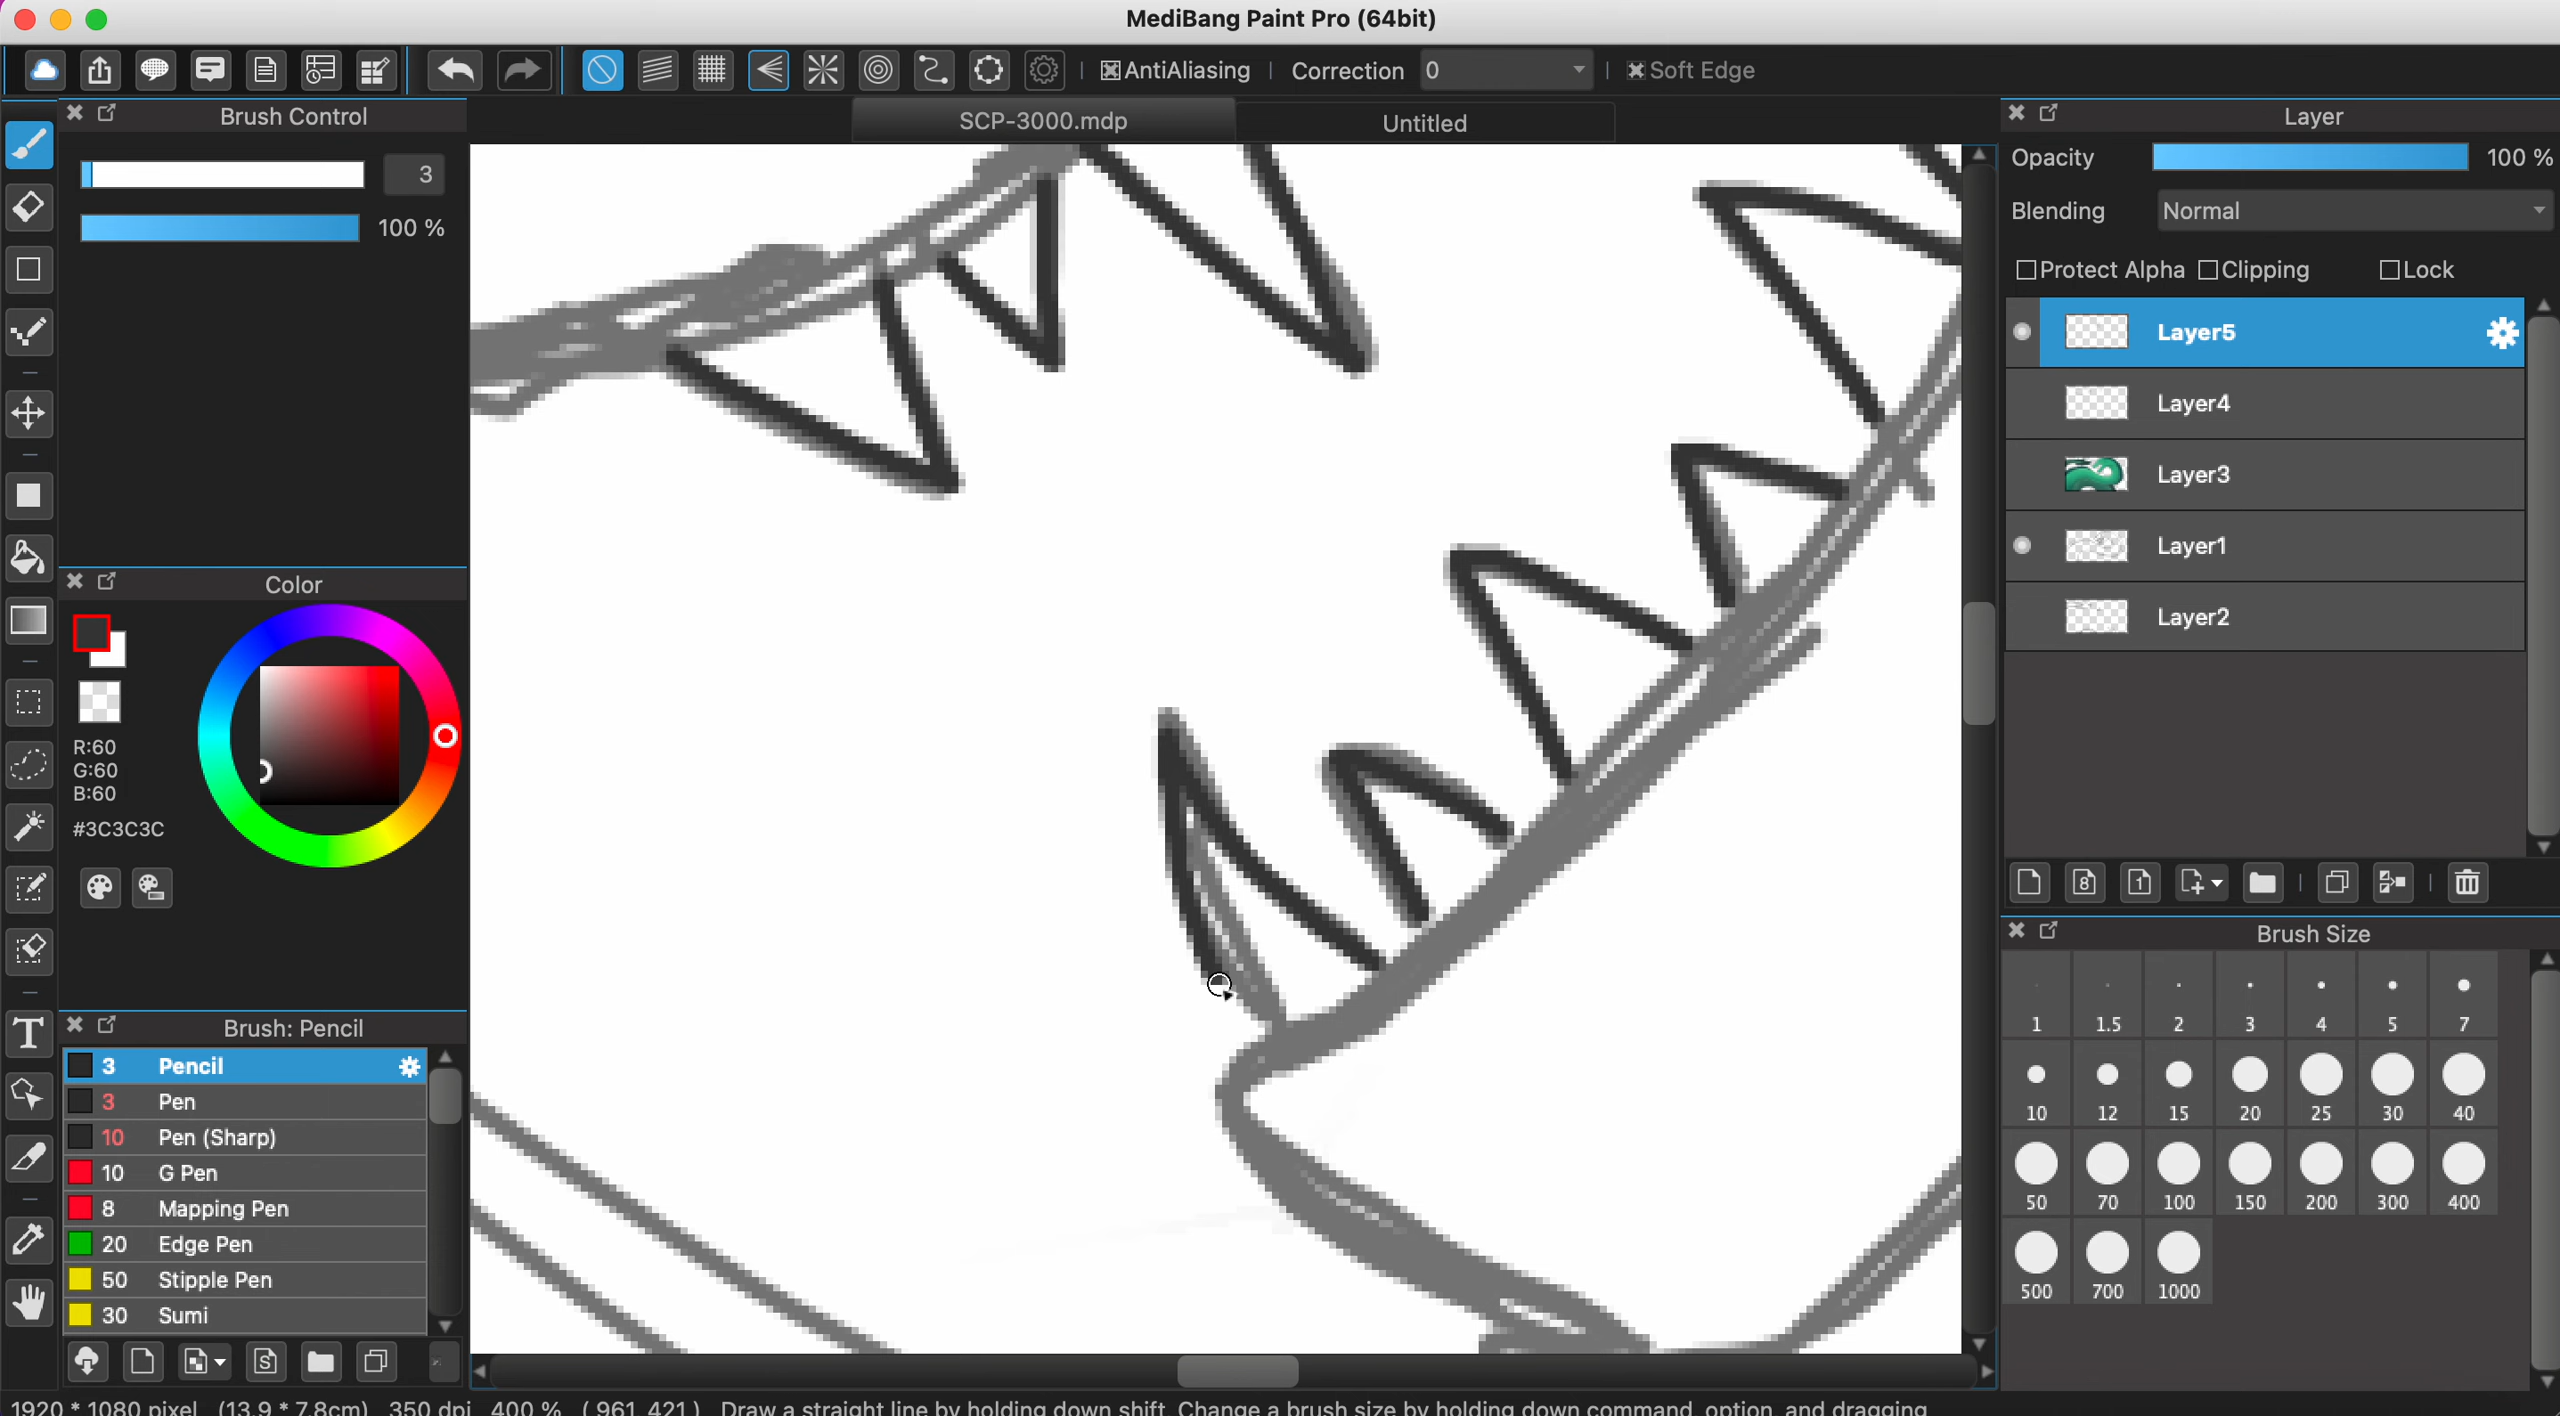 MediBang Paint Pro (64bit)
AntiAliasing Correction 0 Soft Edge
Brush Control
3
100 %
SCP-3000.mdp
Untitled
Layer
Opacity 100 %
Blending Normal
Protect Alpha Clipping Lock
Layer5
Layer4
Layer3
Layer1
Layer2
Color
R:60
G:60
B:60
#3C3C3C
Brush: Pencil
3 Pencil
3 Pen
10 Pen (Sharp)
10 G Pen
8 Mapping Pen
20 Edge Pen
50 Stipple Pen
30 Sumi
8 1
Brush Size
1 1.5 2 3 4 5 7
10 12 15 20 25 30 40
50 70 100 150 200 300 400
500 700 1000
T
S
1920 * 1080 pixel (13.9 * 7.8cm) 350 dpi 400 % ( 961, 421 ) Draw a straight line by holding down shift, Change a brush size by holding down command, option, and dragging